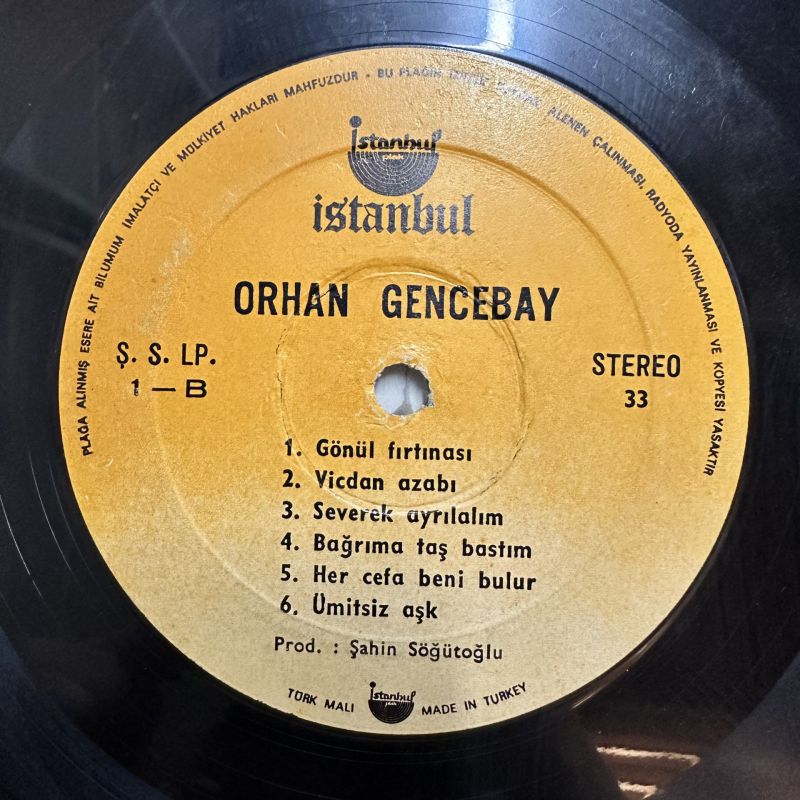 PLAĞA ALINMIŞ ESERE AİT BİLUMUM İMALATÇI VE MÜLKİYET HAKLARI MAHFUZDUR - BU PLAĞIN ALENEN ÇALINMASI, RADYODA YAYINLANMASI VE KOPYESİ YASAKTIR
istanbul
plak
istanbul
ORHAN GENCEBAY
Ş. S. LP.
1 — B
STEREO
33
1. Gönül fırtınası
2. Vicdan azabı
3. Severek ayrılalım
4. Bağrıma taş bastım
5. Her cefa beni bulur
6. Ümitsiz aşk
Prod. : Şahin Söğütoğlu
TÜRK MALI istanbul plak MADE IN TURKEY